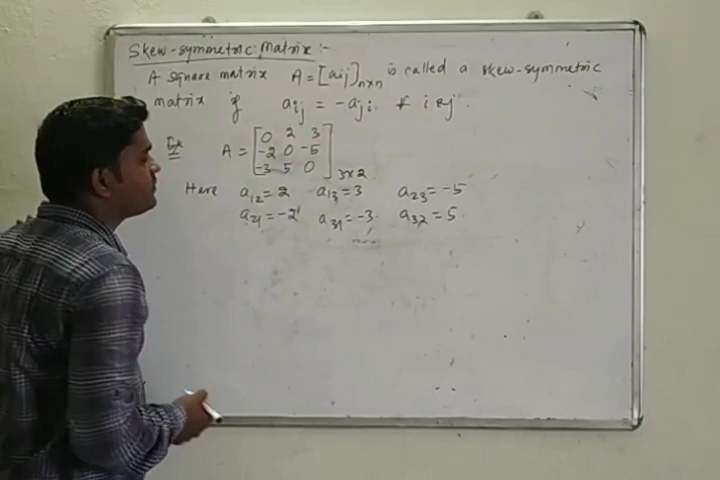 Skew-symmetric Matrix :-
A square matrix A = [aij]n×n is called a skew-symmetric
matrix if aij = -aji ∀ i & j.
Ex A = [0 2 3
-2 0 -5
-3 5 0]3×2
Here a12 = 2 a13 = 3 a23 = -5
a21 = -2 a31 = -3 a32 = 5